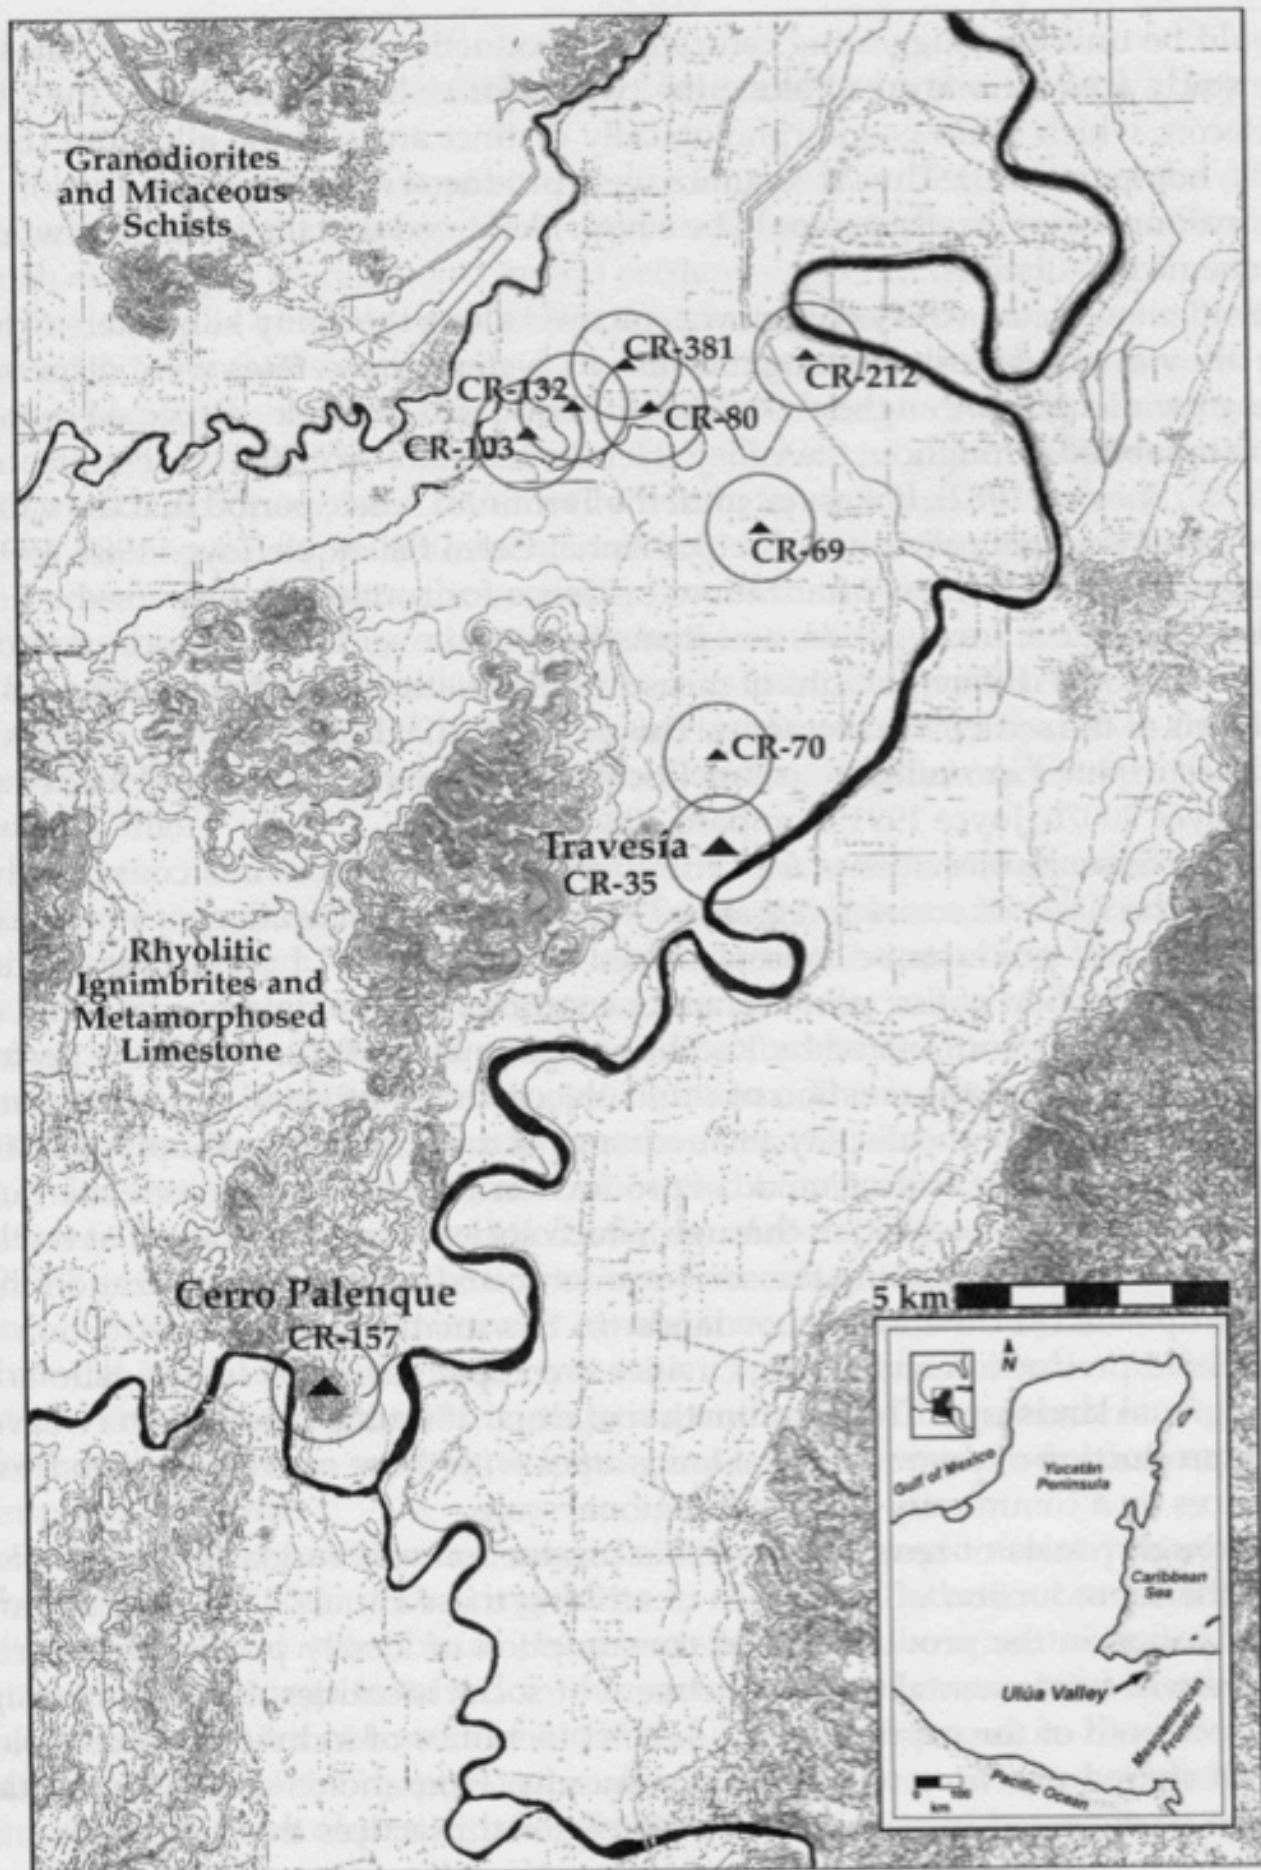 Granodiorites
and Micaceous
Schists
CR-381
CR-132
CR-212
CR-80
CR-103
CR-69
CR-70
Travesía
CR-35
Rhyolitic
Ignimbrites and
Metamorphosed
Limestone
Cerro Palenque
CR-157
5 km
N
Gulf of Mexico
Yucatán
Peninsula
Caribbean
Sea
Ulúa Valley
Mesoamerican
Frontier
Pacific Ocean
0 100
km